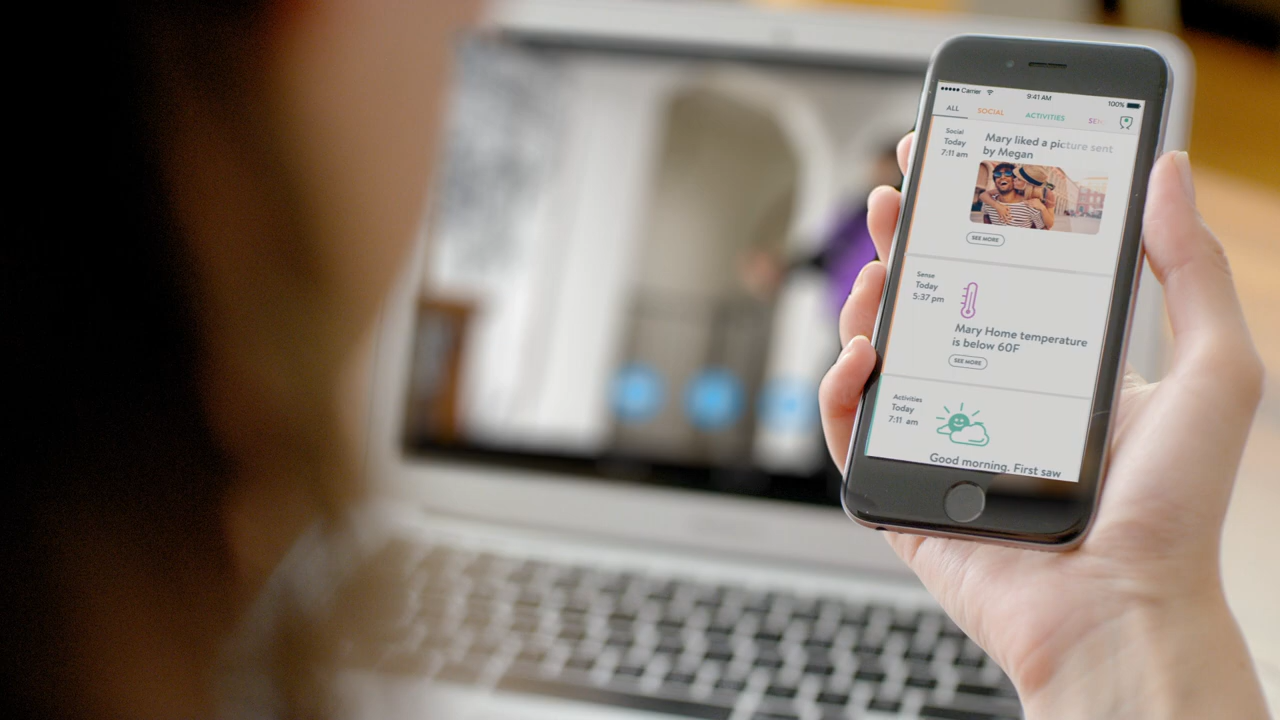 Carrier
9:41 AM
100%
ALL
SOCIAL
ACTIVITIES
Social
Today
7:11 am
Mary liked a picture sent
by Megan
SEE MORE
Sense
Today
5:37 pm
Mary Home temperature
is below 60F
SEE MORE
Activities
Today
7:11 am
Good morning. First saw